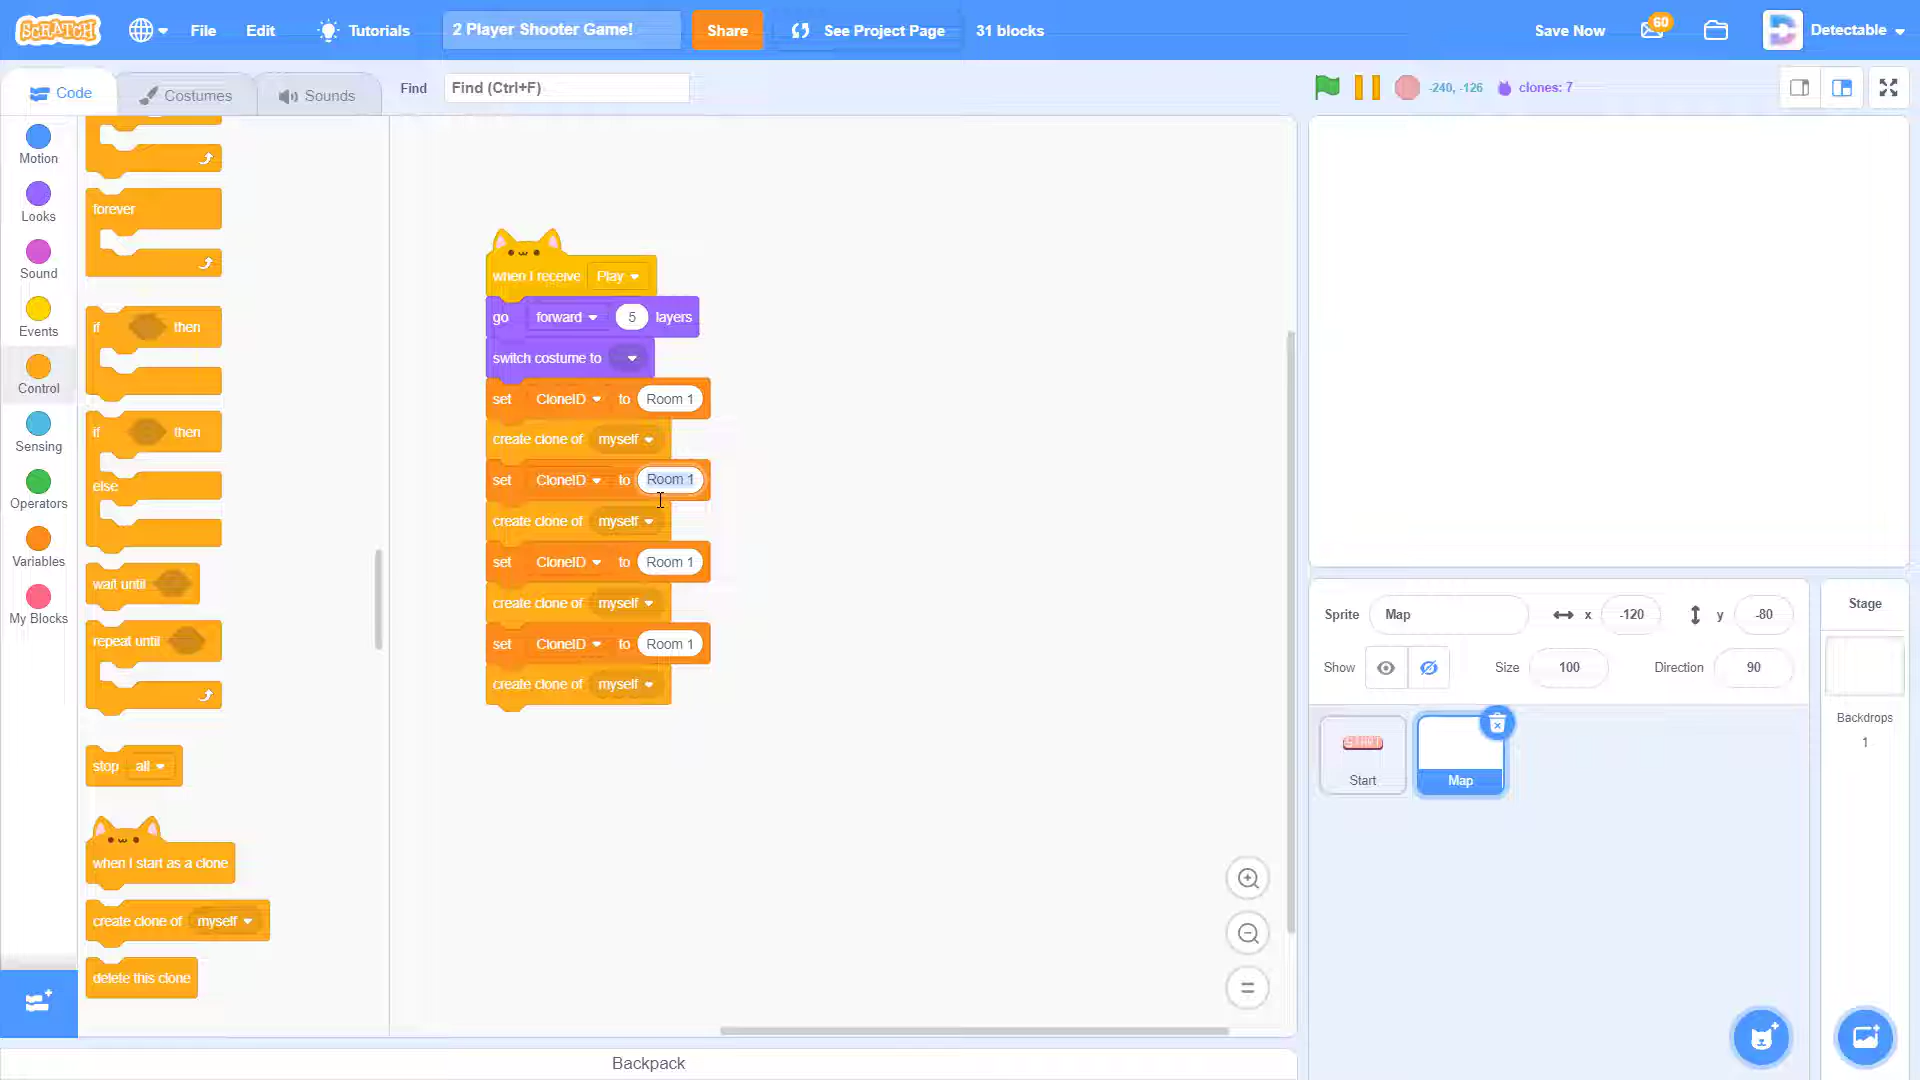 SCRATCH File Edit Tutorials 2 Player Shooter Game! Share See Project Page 31 blocks Save Now 60 Detectable
Code Costumes Sounds Find Find (Ctrl+F) -240, -126 clones: 7
Motion
Looks
Sound
Events
Control
Sensing
Operators
Variables
My Blocks
forever
if then
if then
else
wait until
repeat until
stop all
when I start as a clone
create clone of myself
delete this clone
when I receive Play
go forward 5 layers
switch costume to
set CloneID to Room 1
create clone of myself
set CloneID to Room 1
create clone of myself
set CloneID to Room 1
create clone of myself
set CloneID to Room 1
create clone of myself
Sprite Map x -120 y -80
Show Size 100 Direction 90
START
Start
Map
Stage
Backdrops
1
Backpack